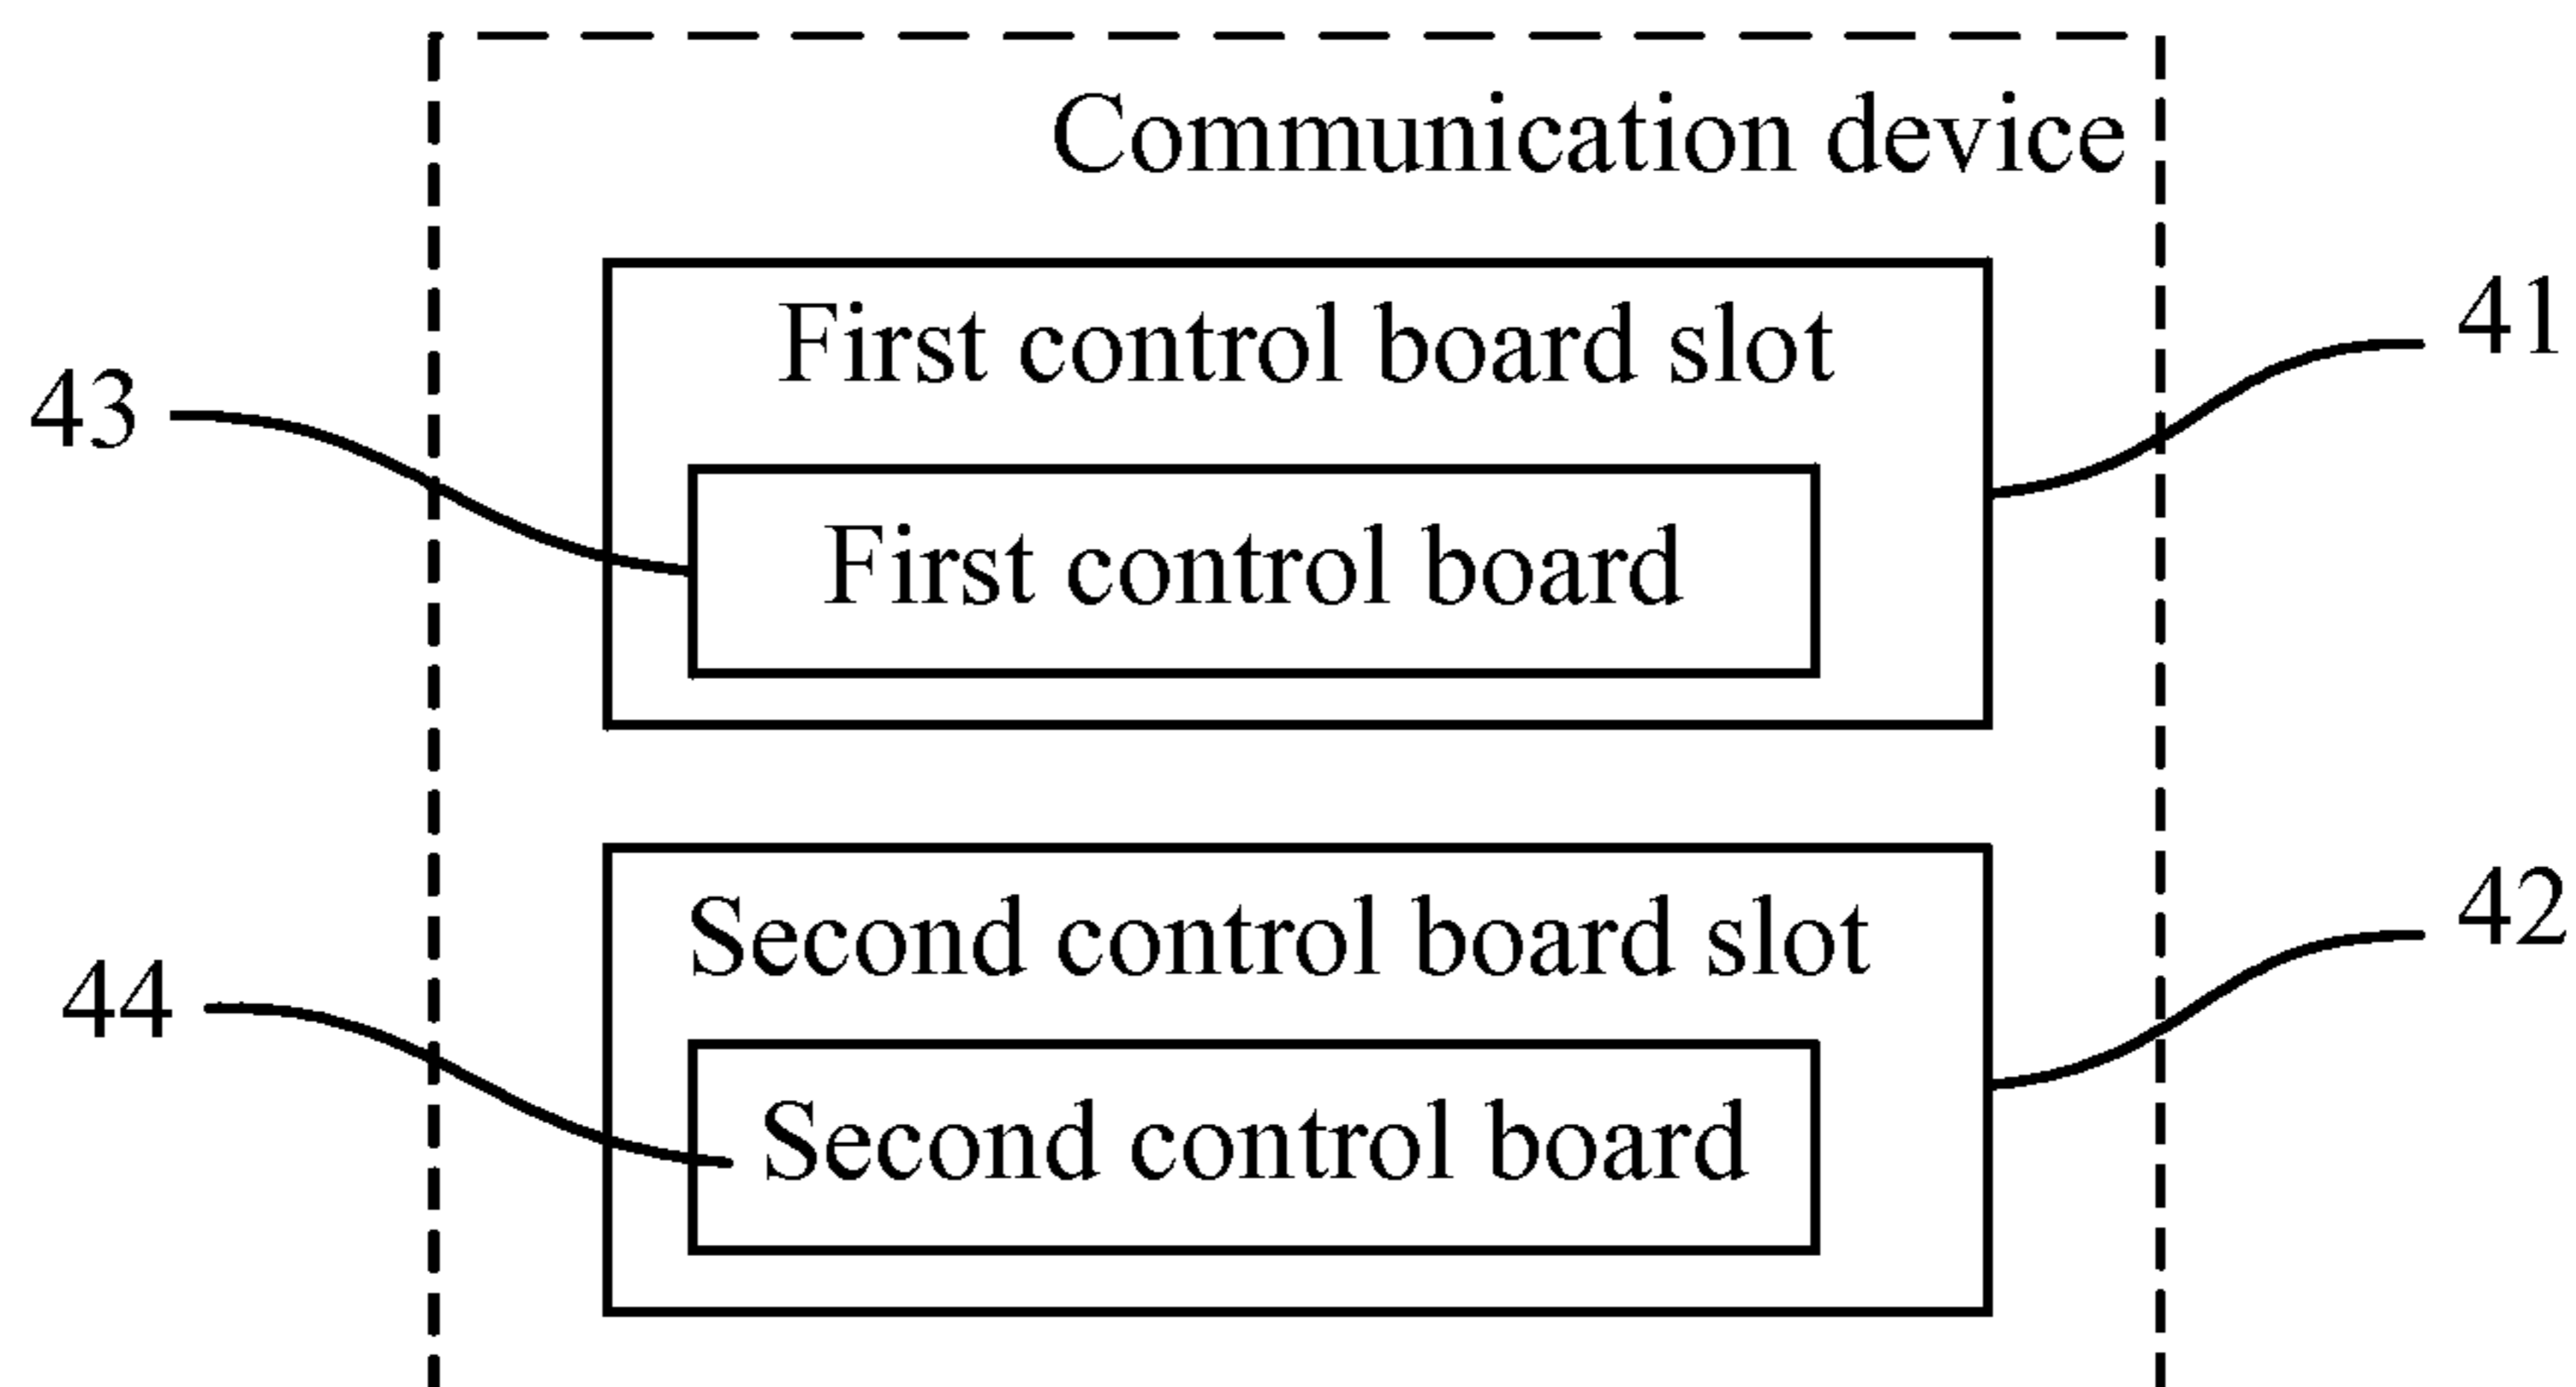 Communication device
First control board slot
41
43
First control board
Second control board slot
42
44
Second control board